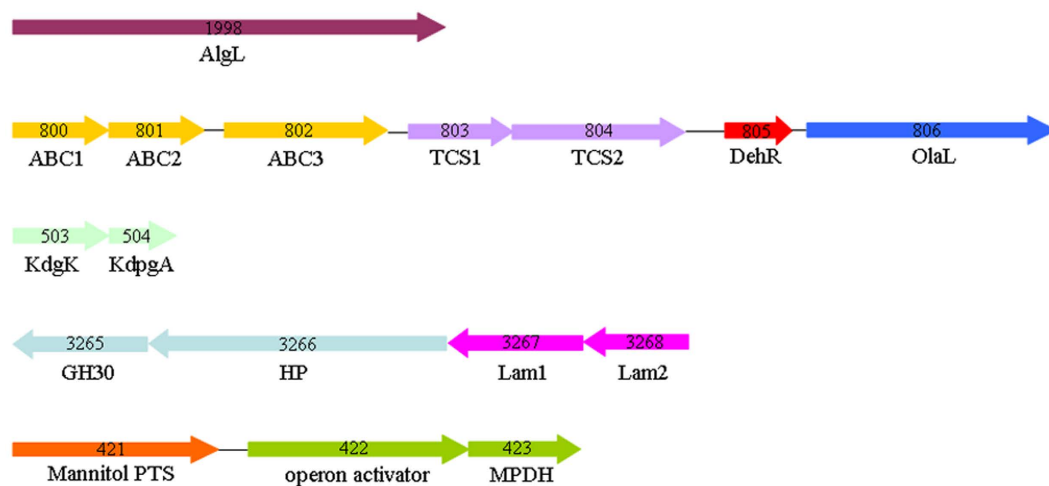 1998
AlgL
800 801 802 803 804 805 806
ABC1 ABC2 ABC3 TCS1 TCS2 DehR OlaL
503 504
KdgK KdpgA
3265 3266 3267 3268
GH30 HP Lam1 Lam2
421 422 423
Mannitol PTS operon activator MPDH